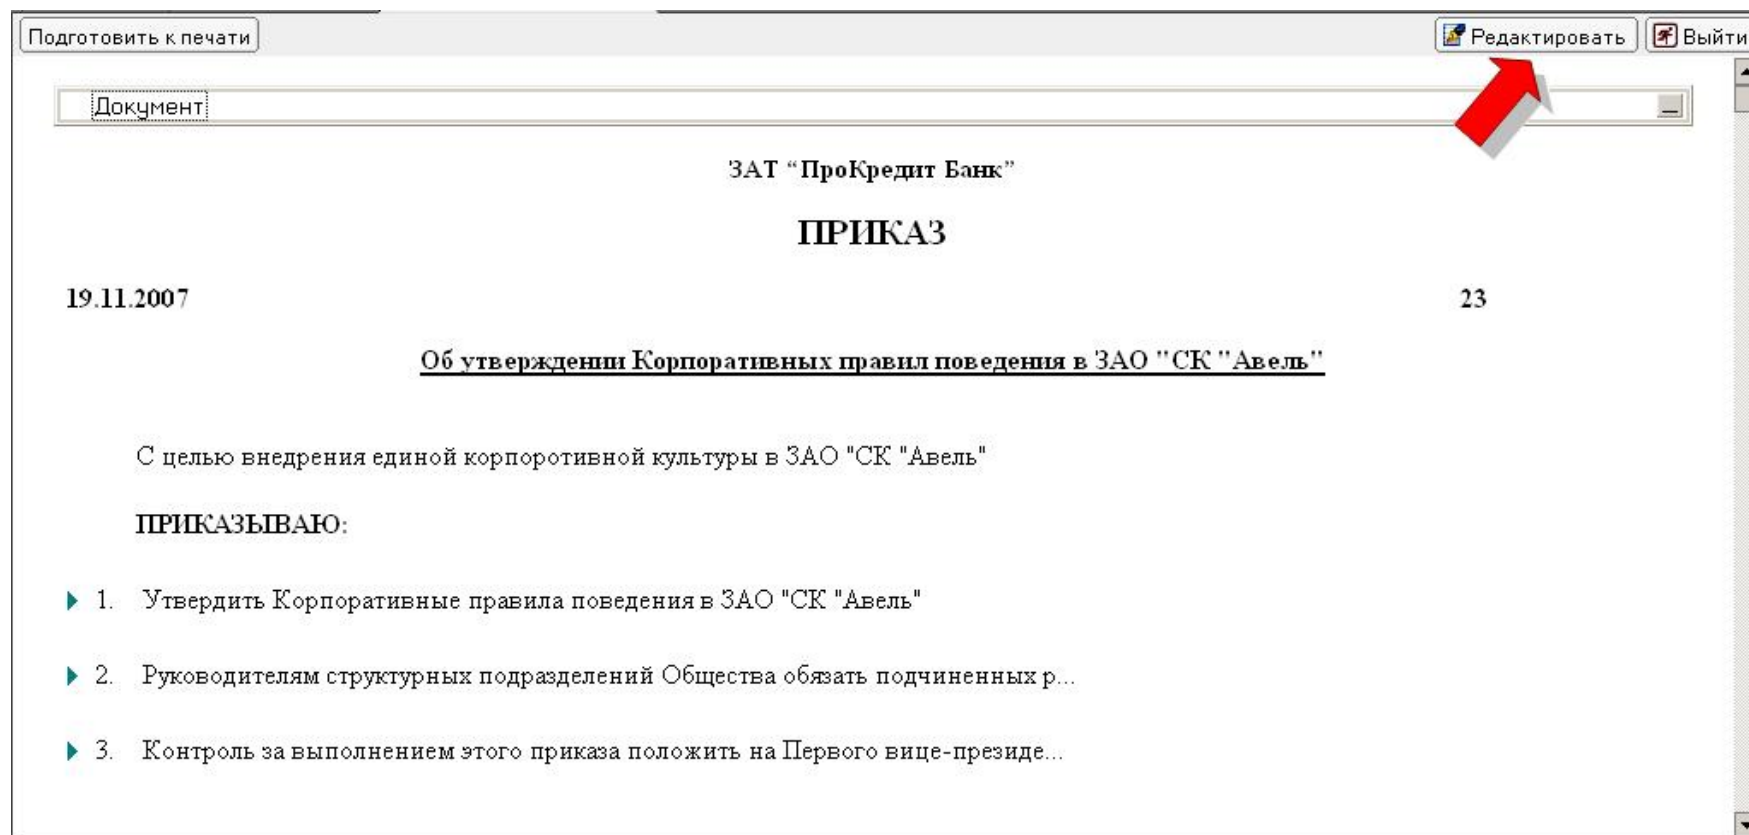 Подготовить к печати Редактировать Выйти
Документ
ЗАТ “ПроКредит Банк”
ПРИКАЗ
19.11.2007 23
Об утверждении Корпоративных правил поведения в ЗАО "СК "Авель"
С целью внедрения единой корпоротивной культуры в ЗАО "СК "Авель"
ПРИКАЗЫВАЮ:
1. Утвердить Корпоративные правила поведения в ЗАО "СК "Авель"
2. Руководителям структурных подразделений Общества обязать подчиненных р...
3. Контроль за выполнением этого приказа положить на Первого вице-президе...